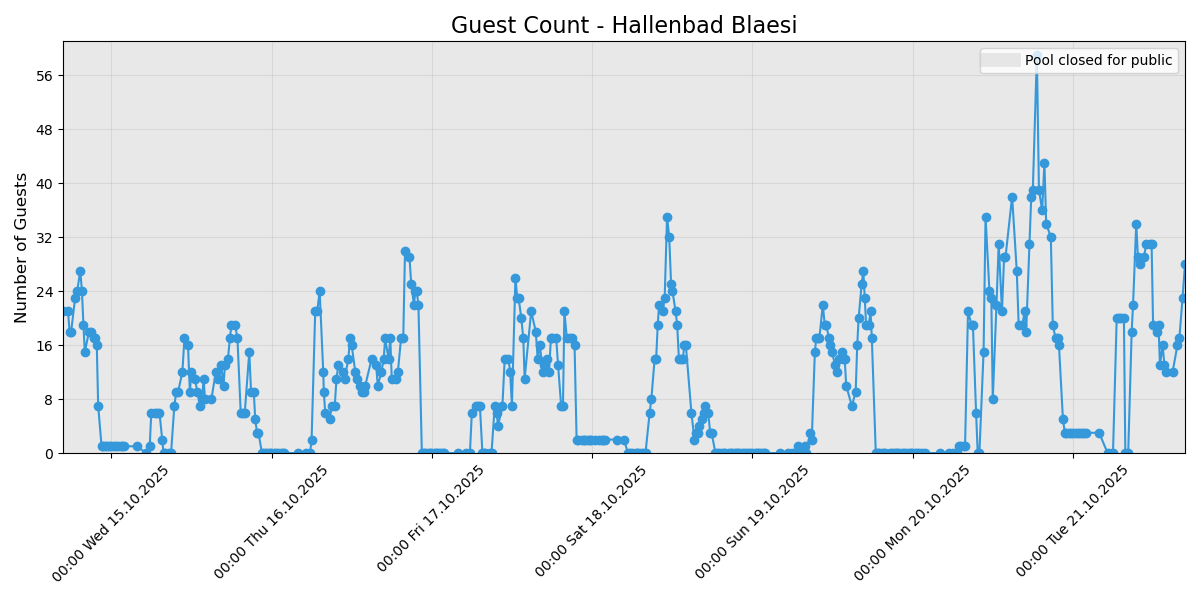 Guest Count - Hallenbad Blaesi
Pool closed for public
Number of Guests
56
48
40
32
24
16
8
0
00:00 Wed 15.10.2025
00:00 Thu 16.10.2025
00:00 Fri 17.10.2025
00:00 Sat 18.10.2025
00:00 Sun 19.10.2025
00:00 Mon 20.10.2025
00:00 Tue 21.10.2025